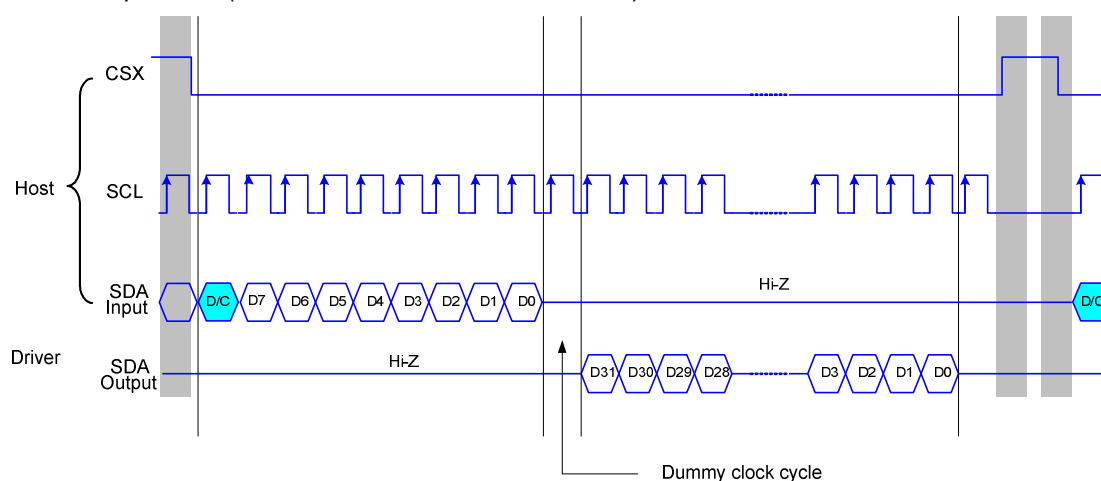 CSX
Host
SCL
SDA
Input
D/C D7 D6 D5 D4 D3 D2 D1 D0
Hi-Z
D/C
Driver
SDA
Output
Hi-Z
D31 D30 D29 D28
D3 D2 D1 D0
Dummy clock cycle